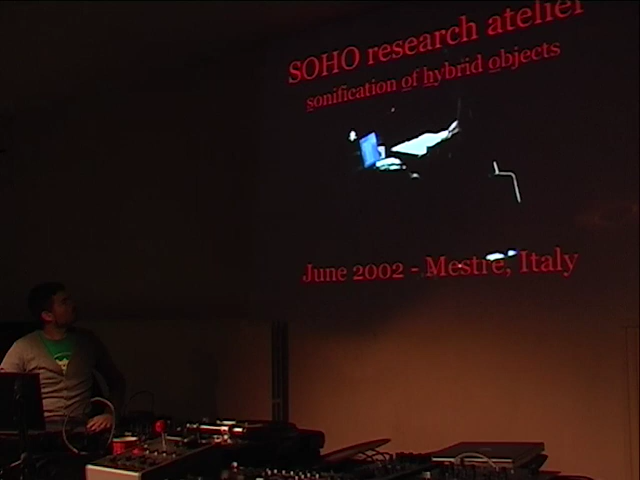 SOHO research atelier
sonification of hybrid objects
June 2002 - Mestre, Italy